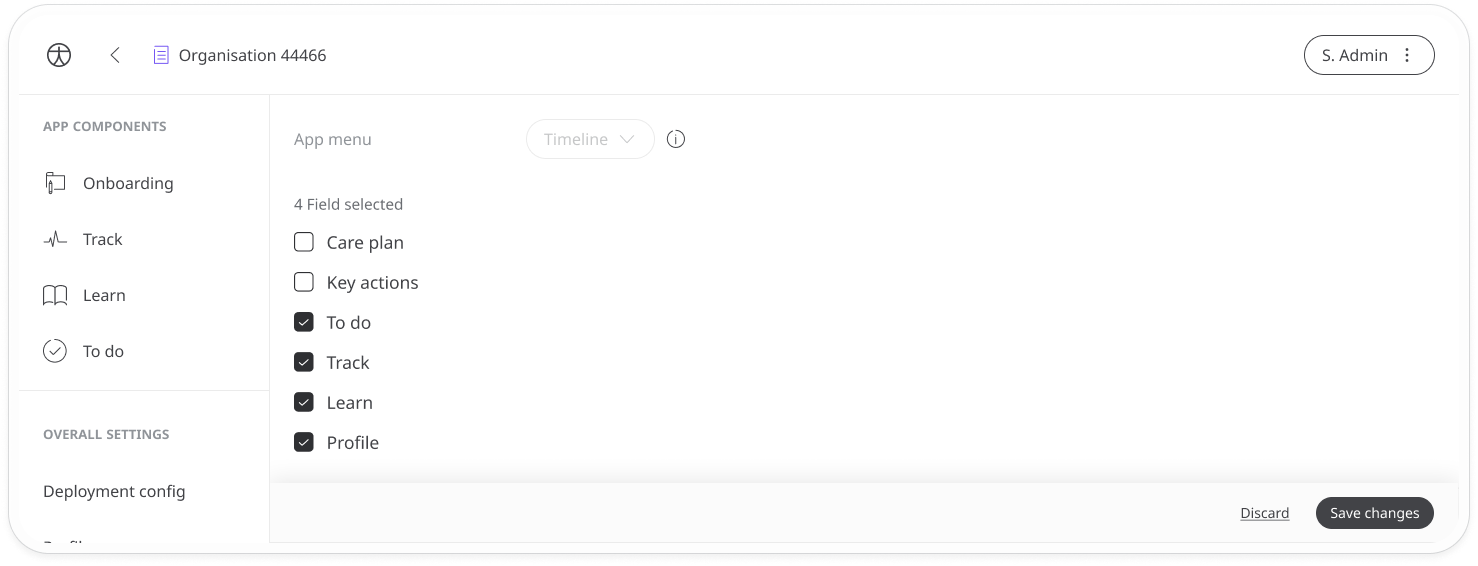 Organisation 44466
S. Admin
APP COMPONENTS
Onboarding
Track
Learn
To do
OVERALL SETTINGS
Deployment config
App menu
Timeline
4 Field selected
Care plan
Key actions
To do
Track
Learn
Profile
Discard
Save changes